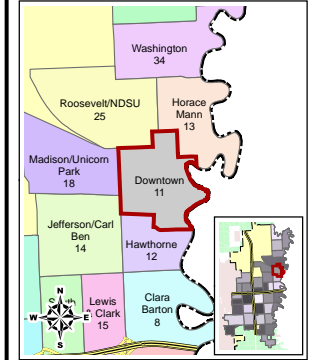 Washington
34
Roosevelt/NDSU
25
Horace
Mann
13
Madison/Unicorn
Park
18
Downtown
11
Jefferson/Carl
Ben
14
Hawthorne
12
Lewis
& Clark
15
Clara
Barton
8
N
W
E
S